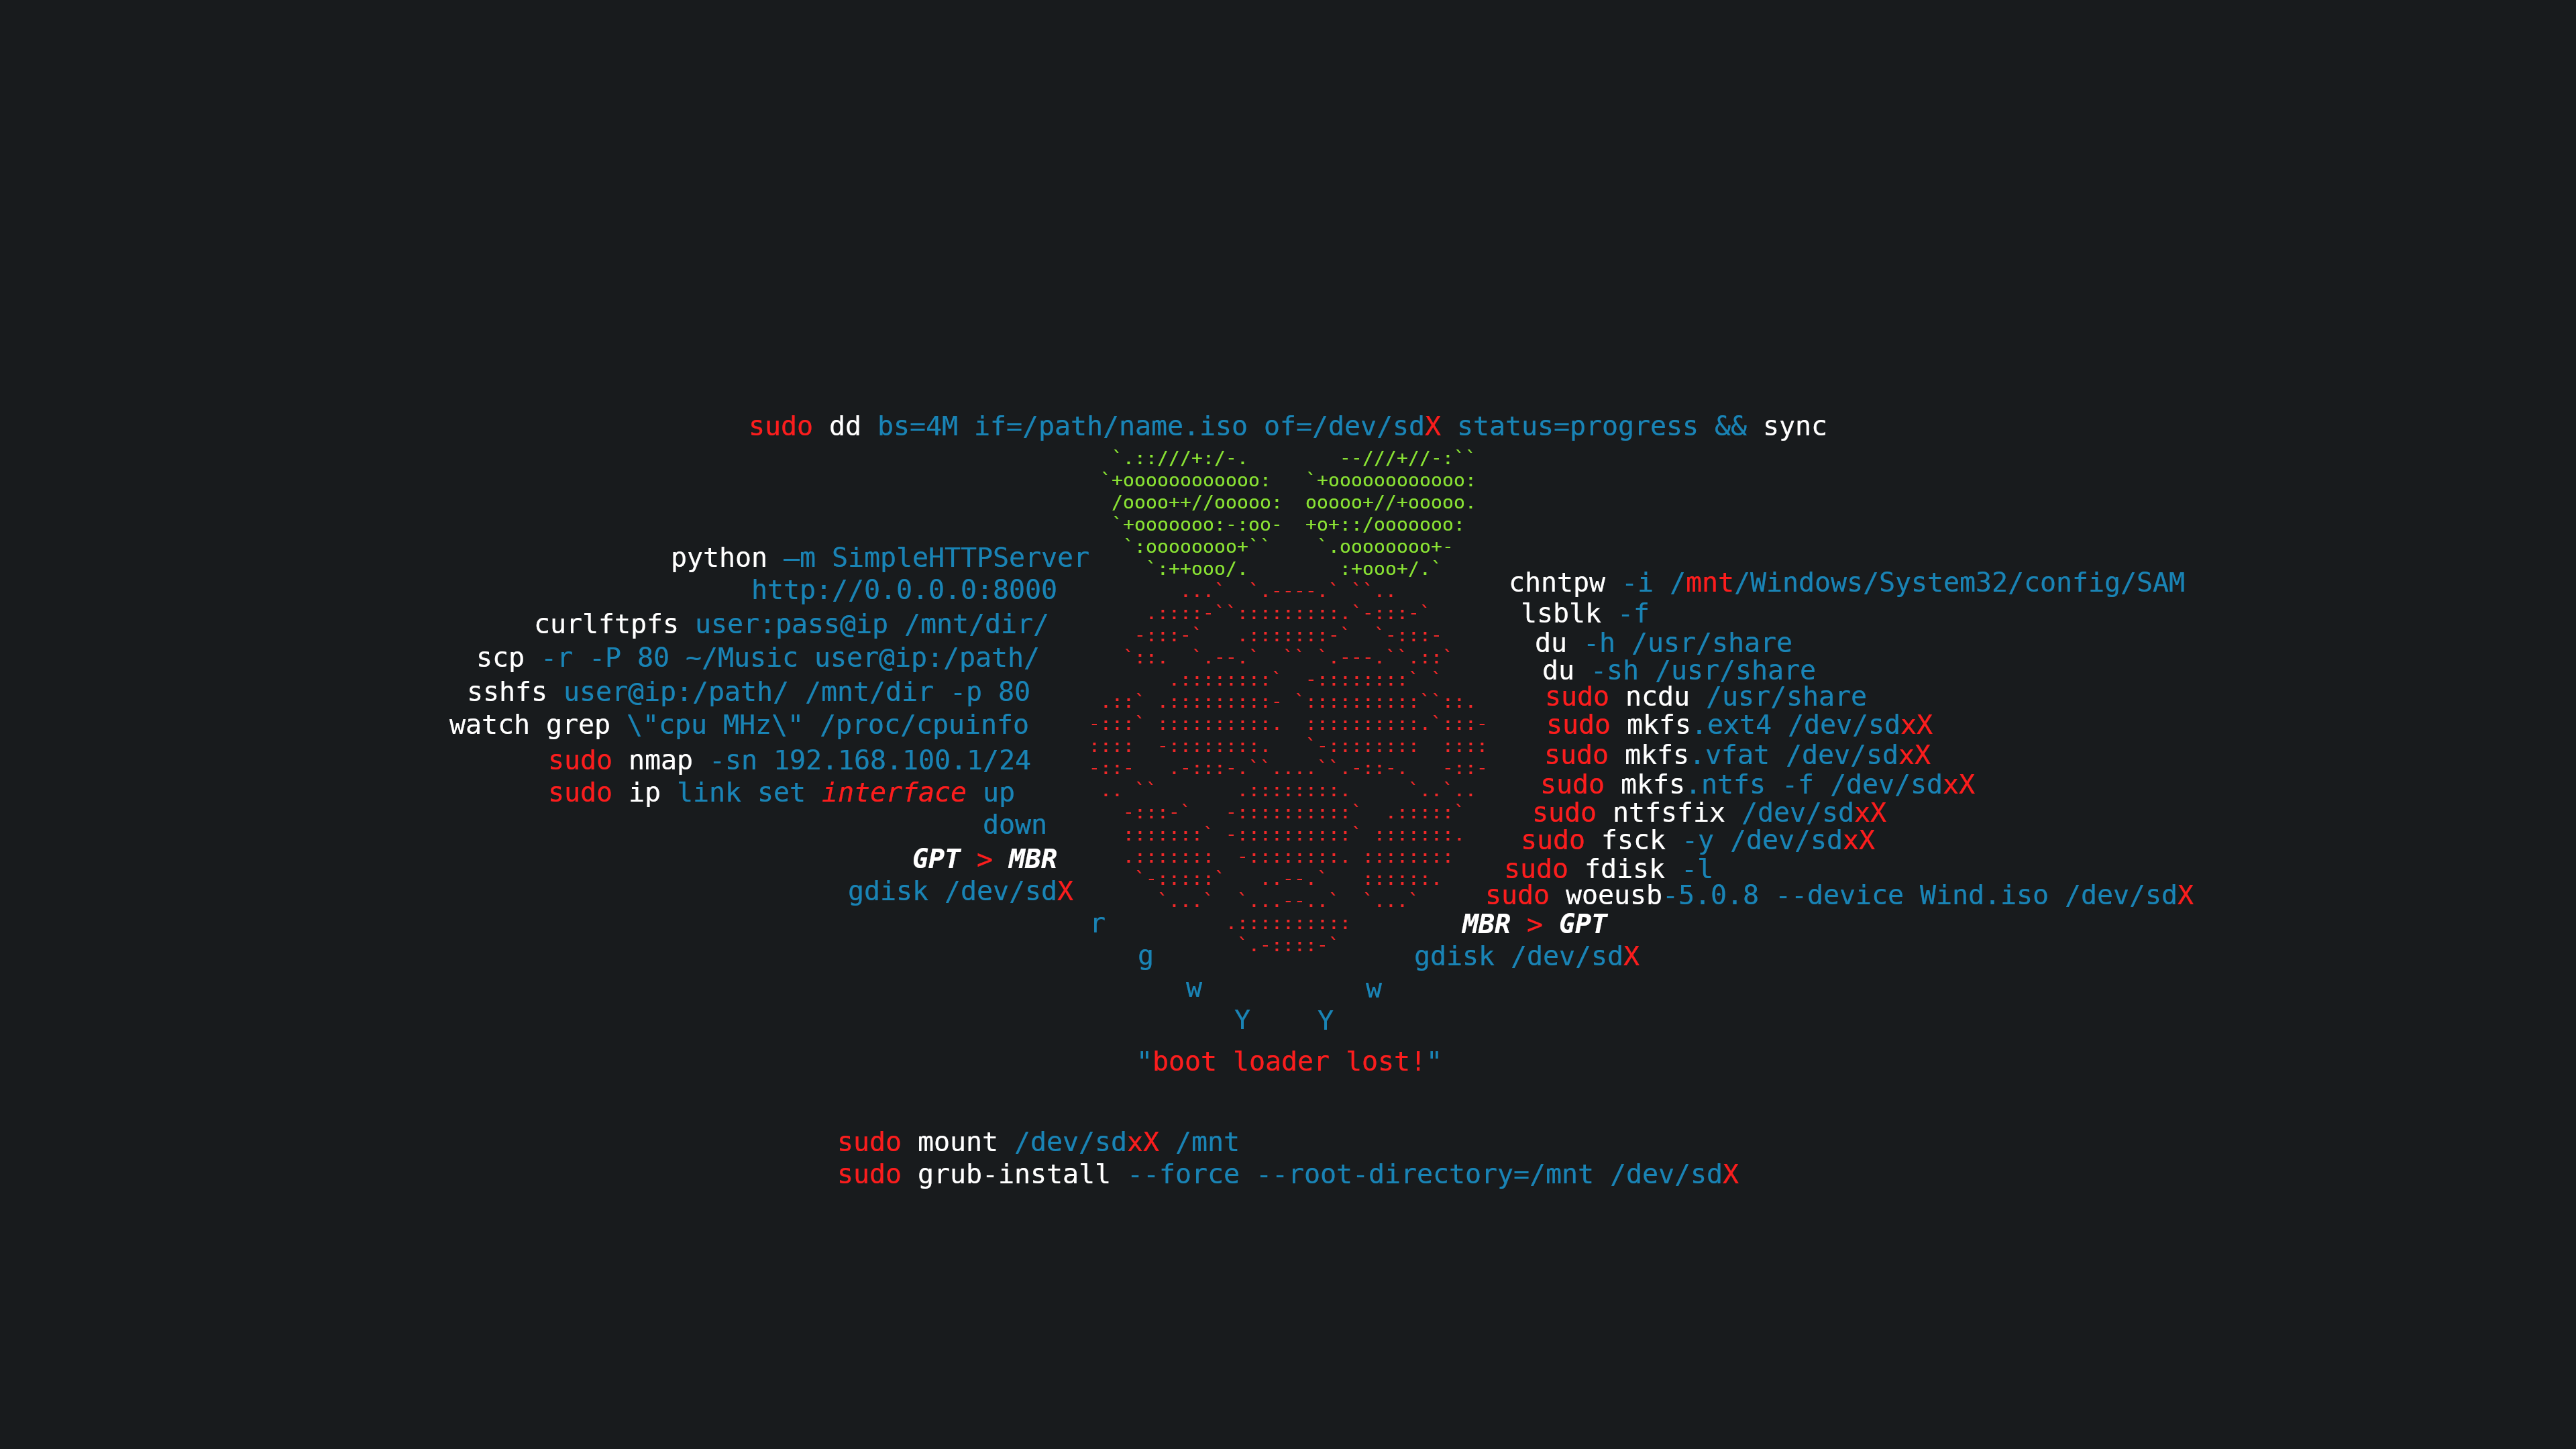 sudo dd bs=4M if=/path/name.iso of=/dev/sdX status=progress && sync
python –m SimpleHTTPServer
http://0.0.0.0:8000
curlftpfs user:pass@ip /mnt/dir/
scp -r -P 80 ~/Music user@ip:/path/
sshfs user@ip:/path/ /mnt/dir -p 80
watch grep \"cpu MHz\" /proc/cpuinfo
sudo nmap -sn 192.168.100.1/24
sudo ip link set interface up
down
GPT > MBR
gdisk /dev/sdX
r
g
w
Y
chntpw -i /mnt/Windows/System32/config/SAM
lsblk -f
du -h /usr/share
du -sh /usr/share
sudo ncdu /usr/share
sudo mkfs.ext4 /dev/sdxX
sudo mkfs.vfat /dev/sdxX
sudo mkfs.ntfs -f /dev/sdxX
sudo ntfsfix /dev/sdxX
sudo fsck -y /dev/sdxX
sudo fdisk -l
sudo woeusb-5.0.8 --device Wind.iso /dev/sdX
MBR > GPT
gdisk /dev/sdX
w
Y
"boot loader lost!"
sudo mount /dev/sdxX /mnt
sudo grub-install --force --root-directory=/mnt /dev/sdX